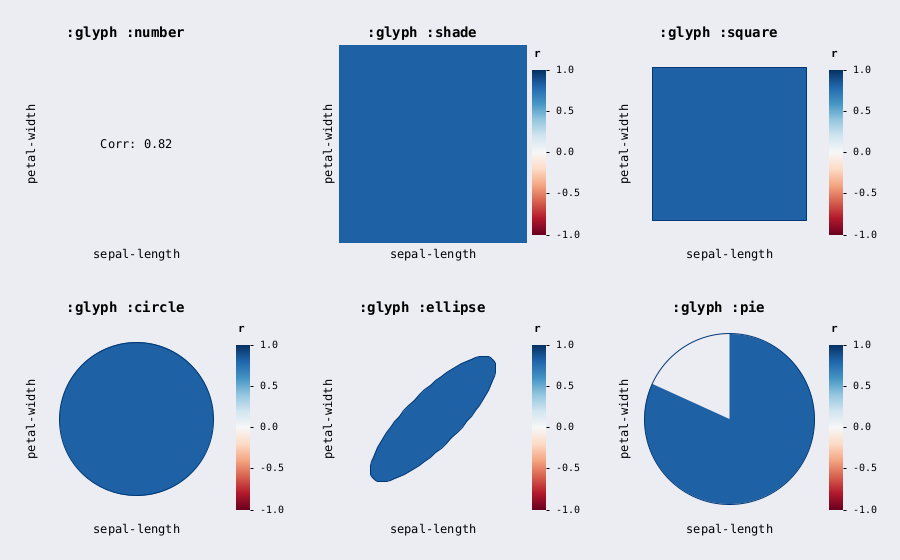 :glyph :number
petal-width
Corr: 0.82
sepal-length
:glyph :shade
r
petal-width
1.0
0.5
0.0
-0.5
-1.0
sepal-length
:glyph :square
r
petal-width
1.0
0.5
0.0
-0.5
-1.0
sepal-length
:glyph :circle
r
petal-width
1.0
0.5
0.0
-0.5
-1.0
sepal-length
:glyph :ellipse
r
petal-width
1.0
0.5
0.0
-0.5
-1.0
sepal-length
:glyph :pie
r
petal-width
1.0
0.5
0.0
-0.5
-1.0
sepal-length